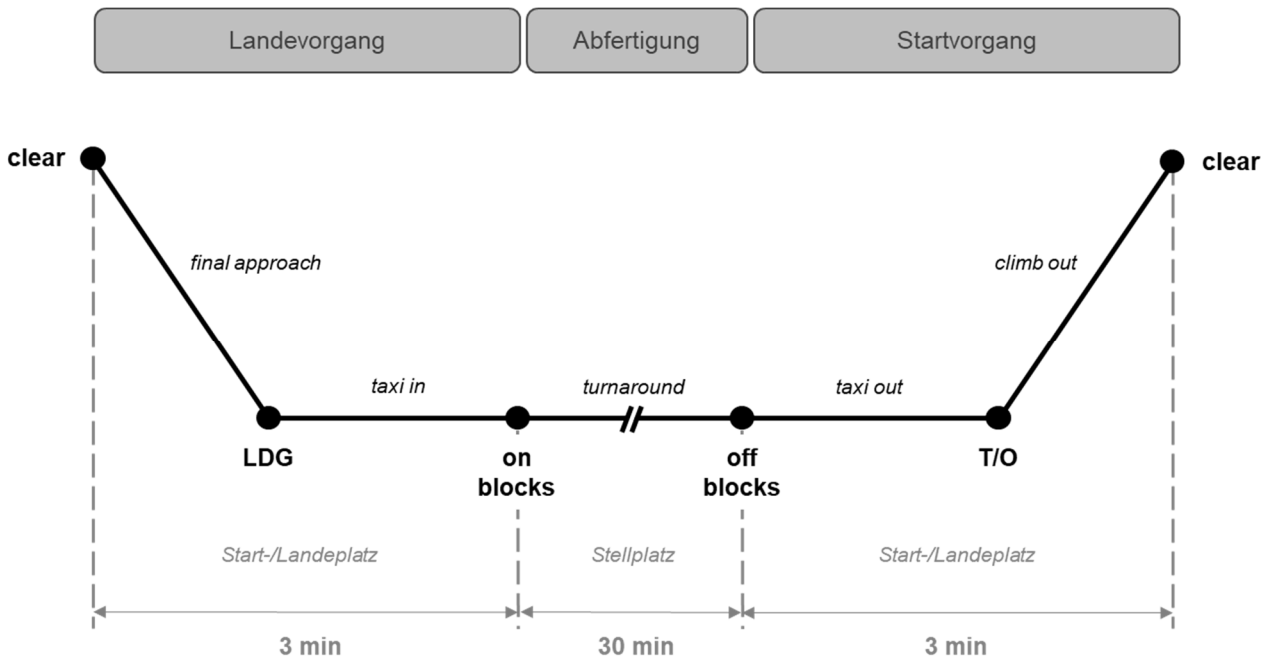 Landevorgang
Abfertigung
Startvorgang
clear
clear
final approach
climb out
taxi in
turnaround
taxi out
LDG
on
blocks
off
blocks
T/O
Start-/Landeplatz
Stellplatz
Start-/Landeplatz
3 min
30 min
3 min